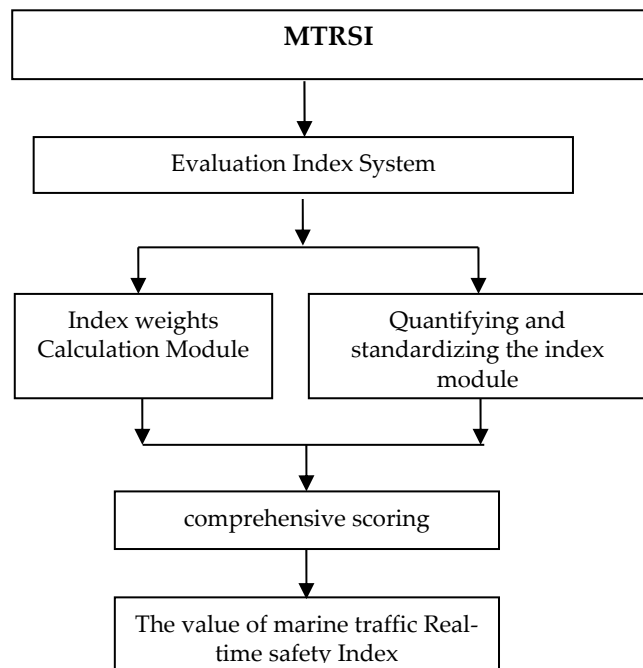 MTRSI
Evaluation Index System
Index weights
Calculation Module
Quantifying and
standardizing the index
module
comprehensive scoring
The value of marine traffic Real-
time safety Index